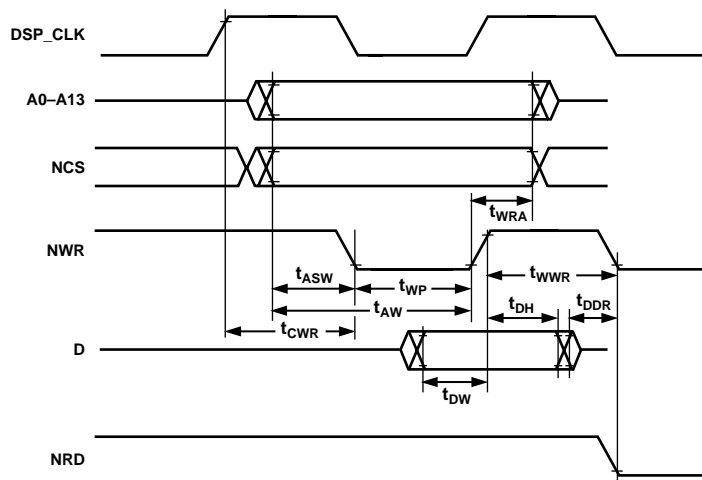 DSP_CLK
A0–A13
NCS
tWRA
NWR
tASW
tWP
tWWR
tAW
tDH
tDDR
tCWR
D
tDW
NRD